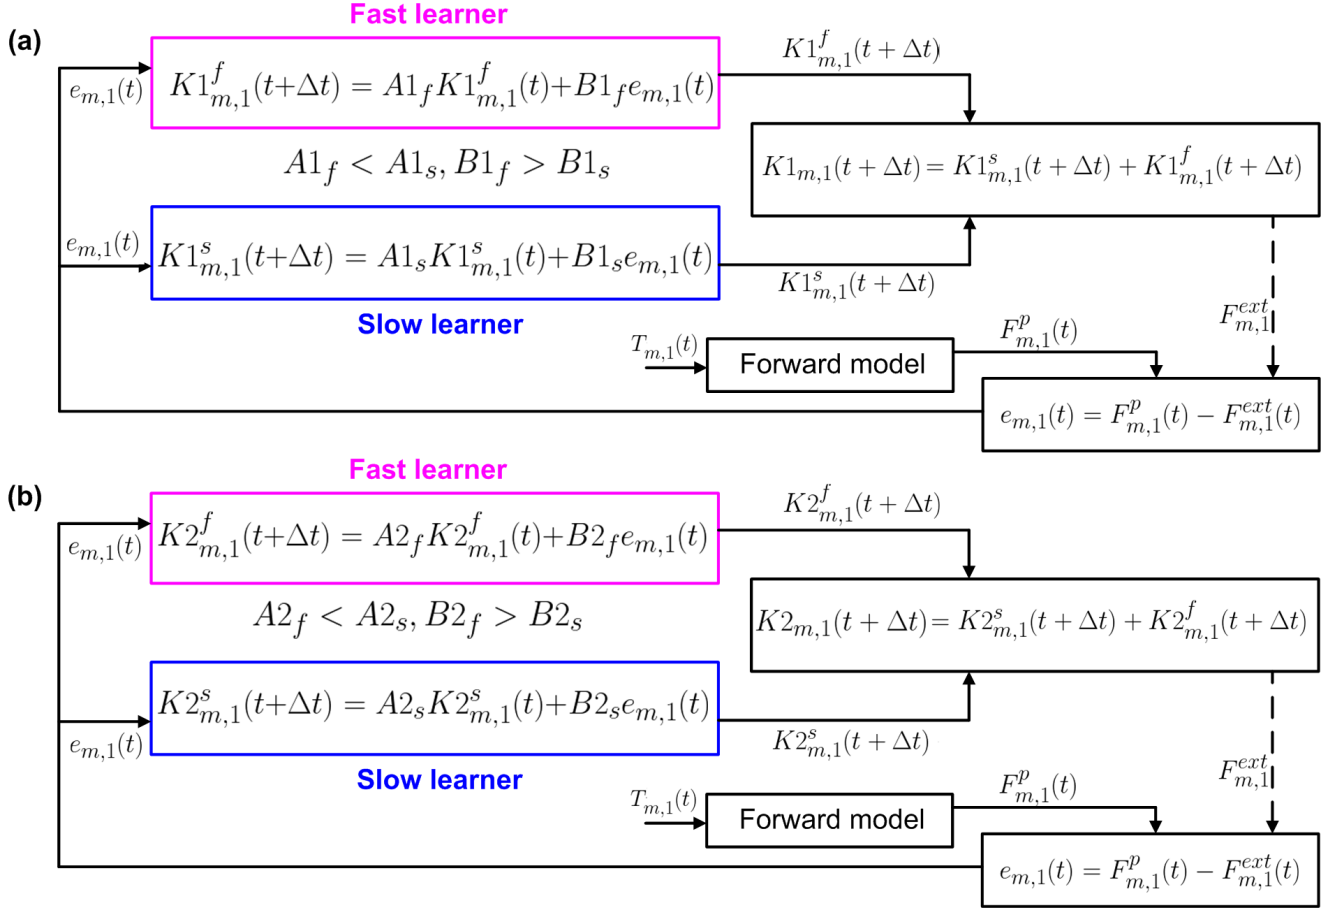 Fast learner
(a)
e_{m,1}(t)
K1^f_{m,1}(t+Δt) = A1_f K1^f_{m,1}(t)+B1_f e_{m,1}(t)
K1^f_{m,1}(t + Δt)
A1_f < A1_s, B1_f > B1_s
K1_{m,1}(t + Δt) = K1^s_{m,1}(t + Δt) + K1^f_{m,1}(t + Δt)
e_{m,1}(t)
K1^s_{m,1}(t+Δt) = A1_s K1^s_{m,1}(t)+B1_s e_{m,1}(t)
K1^s_{m,1}(t + Δt)
Slow learner
F^{ext}_{m,1}
T_{m,1}(t)
Forward model
F^p_{m,1}(t)
e_{m,1}(t) = F^p_{m,1}(t) − F^{ext}_{m,1}(t)
Fast learner
(b)
e_{m,1}(t)
K2^f_{m,1}(t+Δt) = A2_f K2^f_{m,1}(t)+B2_f e_{m,1}(t)
K2^f_{m,1}(t + Δt)
A2_f < A2_s, B2_f > B2_s
K2_{m,1}(t + Δt) = K2^s_{m,1}(t + Δt) + K2^f_{m,1}(t + Δt)
e_{m,1}(t)
K2^s_{m,1}(t+Δt) = A2_s K2^s_{m,1}(t)+B2_s e_{m,1}(t)
K2^s_{m,1}(t + Δt)
Slow learner
F^{ext}_{m,1}
T_{m,1}(t)
Forward model
F^p_{m,1}(t)
e_{m,1}(t) = F^p_{m,1}(t) − F^{ext}_{m,1}(t)